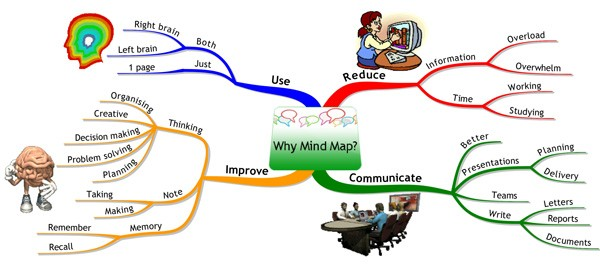 Why Mind Map?
Use
Both
Right brain
Left brain
Just
1 page
Reduce
Information
Overload
Overwhelm
Time
Working
Studying
Improve
Thinking
Organising
Creative
Decision making
Problem solving
Planning
Note
Taking
Making
Memory
Remember
Recall
Communicate
Better
Presentations
Planning
Delivery
Teams
Write
Letters
Reports
Documents